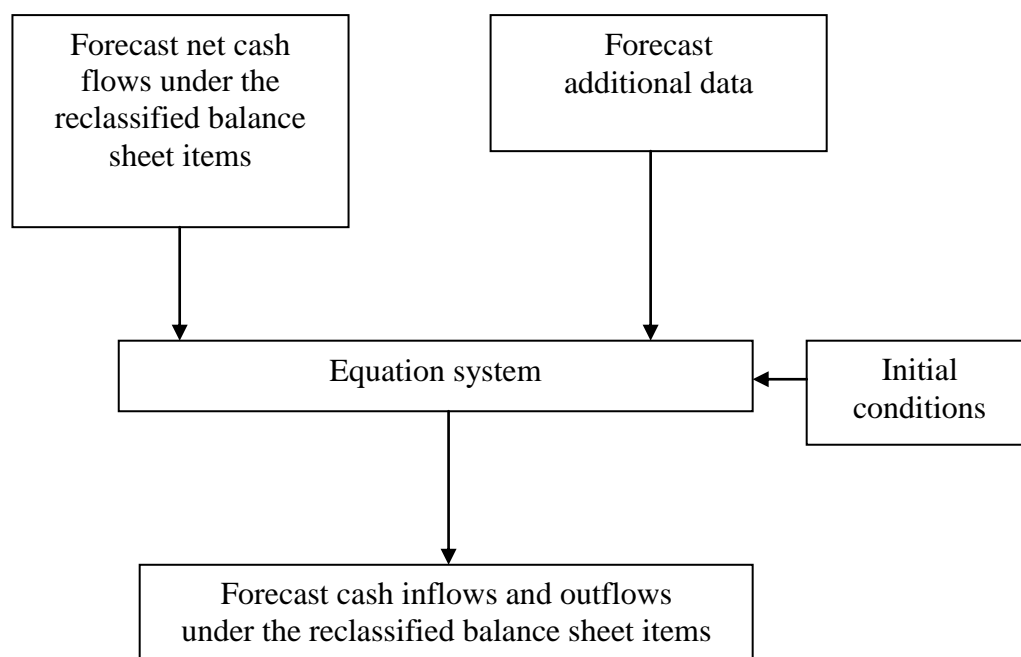 Forecast net cash
flows under the
reclassified balance
sheet items
Forecast
additional data
Equation system
Initial
conditions
Forecast cash inflows and outflows
under the reclassified balance sheet items